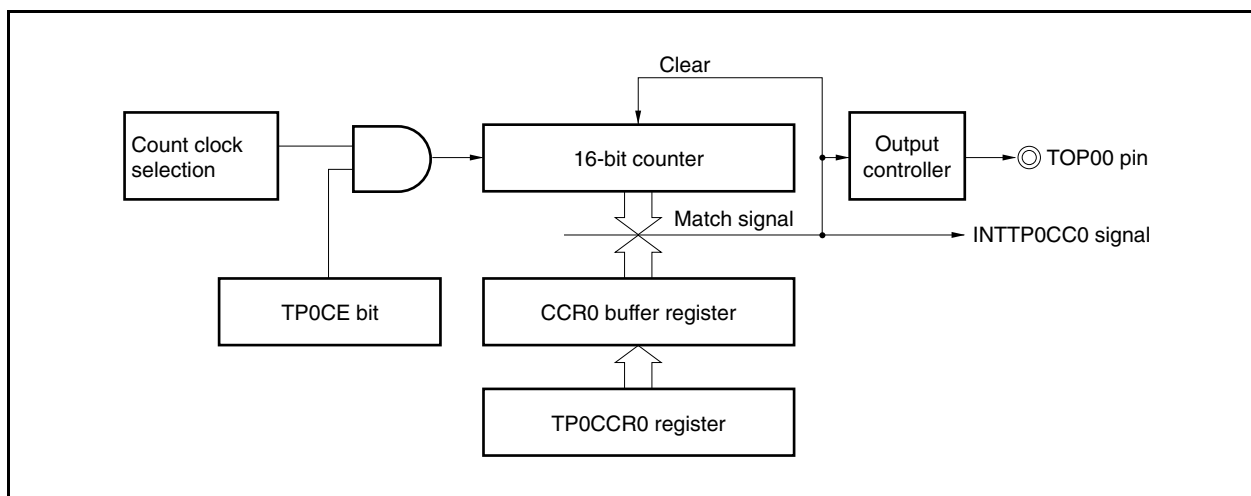 Clear
Count clock
selection
16-bit counter
Output
controller
TOP00 pin
Match signal
INTTP0CC0 signal
TP0CE bit
CCR0 buffer register
TP0CCR0 register